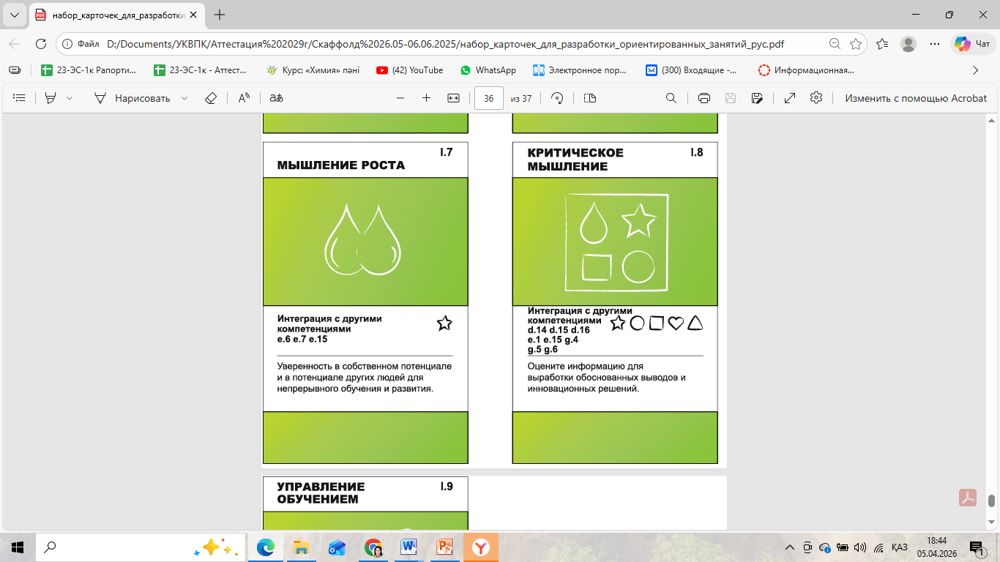 набор_карточек_для_разработки_
Файл
D:/Documents/УКВПК/Аттестация%202029г/Скаффолд%2026.05-06.06.2025/набор_карточек_для_разработки_ориентированных_занятий_рус.pdf
Чат
23-ЭС-1к Рапорти...
23-ЭС-1к - Аттест...
Курс: «Химия» пәні
(42) YouTube
WhatsApp
Электронное пор...
(300) Входящие -...
Информационная...
Нарисовать
аあ
36
из 37
Изменить с помощью Acrobat
I.7
МЫШЛЕНИЕ РОСТА
Интеграция с другими
компетенциями
e.6 e.7 e.15
Уверенность в собственном потенциале
и в потенциале других людей для
непрерывного обучения и развития.
КРИТИЧЕСКОЕ
I.8
МЫШЛЕНИЕ
Интеграция с другими
компетенциями
d.14 d.15 d.16
e.1 e.15 g.4
g.5 g.6
Оцените информацию для
выработки обоснованных выводов и
инновационных решений.
УПРАВЛЕНИЕ
I.9
ОБУЧЕНИЕМ
ҚАЗ
18:44
05.04.2026
1